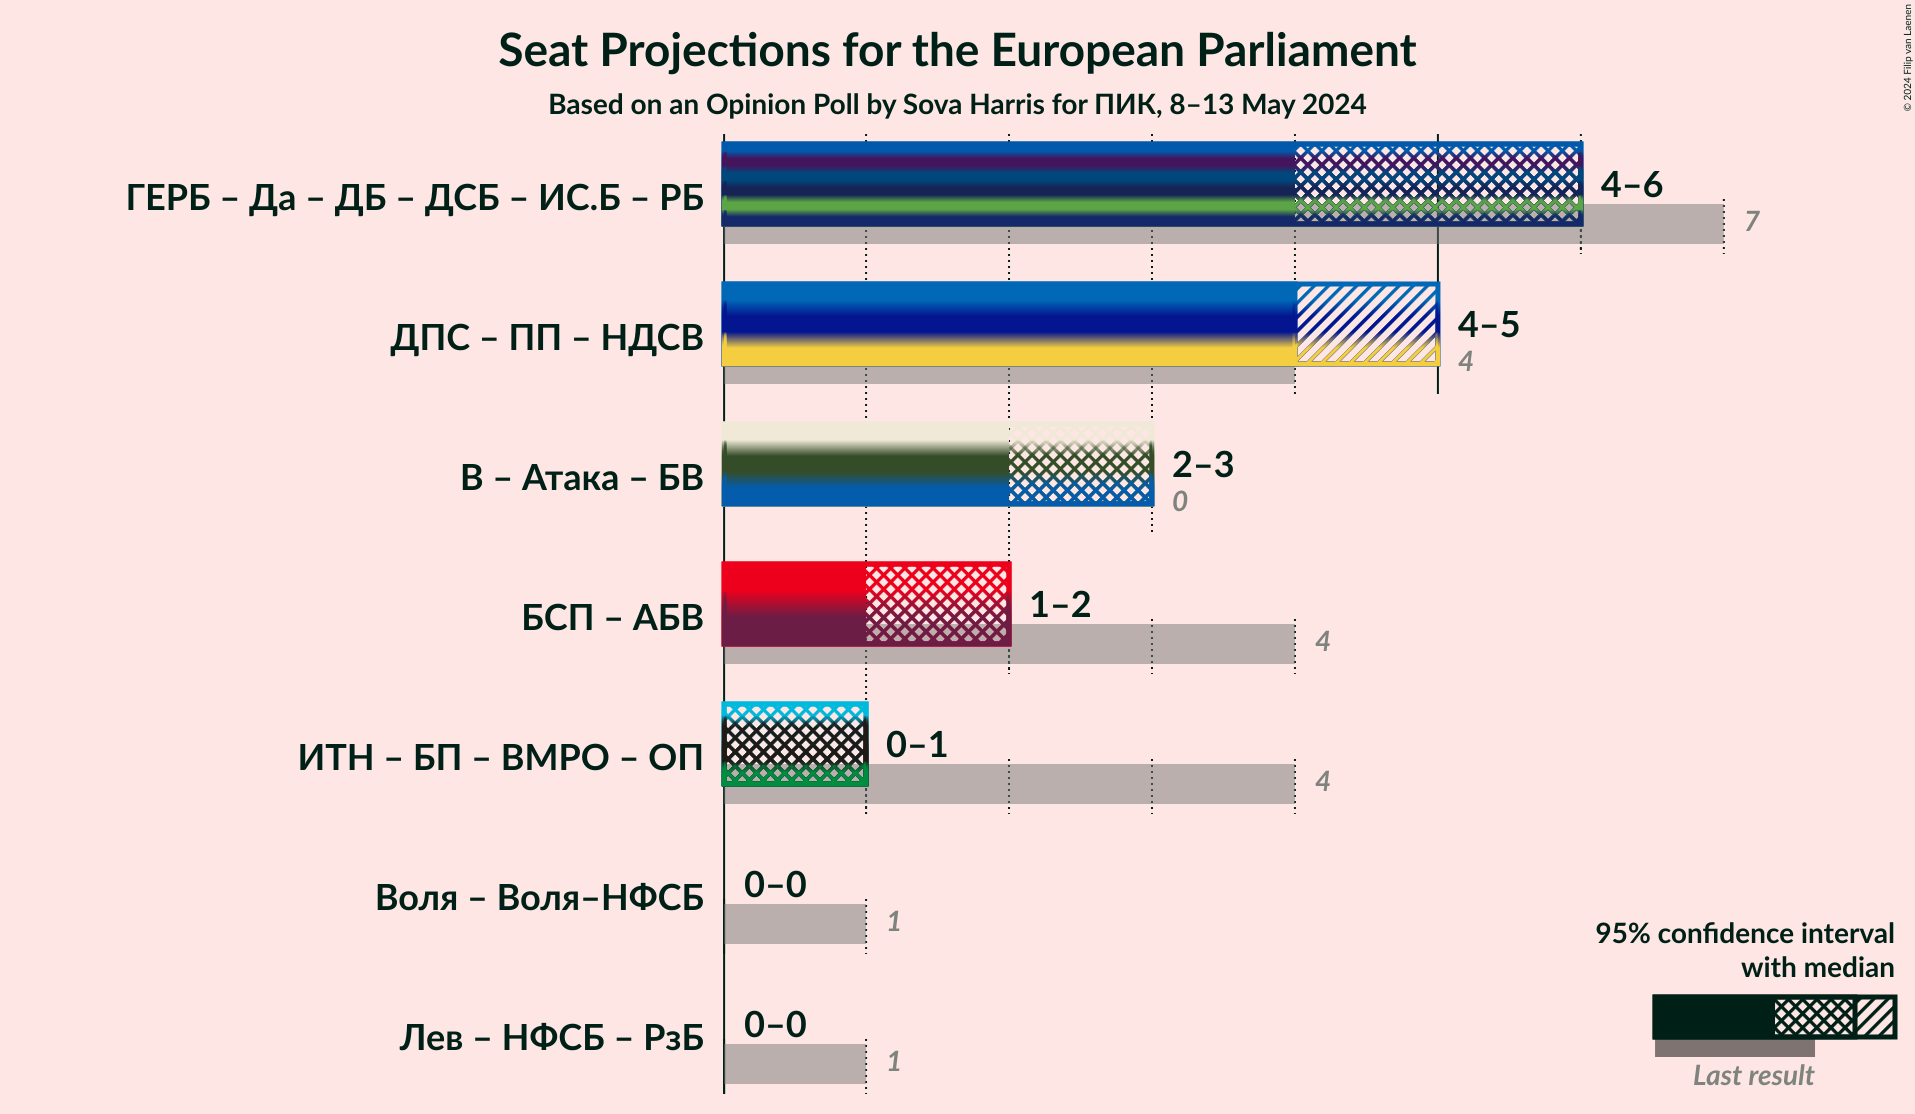 Seat Projections for the European Parliament
Based on an Opinion Poll by Sova Harris for ПИК, 8–13 May 2024
© 2024 Filip van Laenen
ГЕРБ – Да – ДБ – ДСБ – ИС.Б – РБ
4–6
7
ДПС – ПП – НДСВ
4–5
4
В – Атака – БВ
2–3
0
БСП – АБВ
1–2
4
ИТН – БП – ВМРО – ОП
0–1
4
Воля – Воля–НФСБ
0–0
1
Лев – НФСБ – РзБ
0–0
1
95% confidence interval
with median
Last result